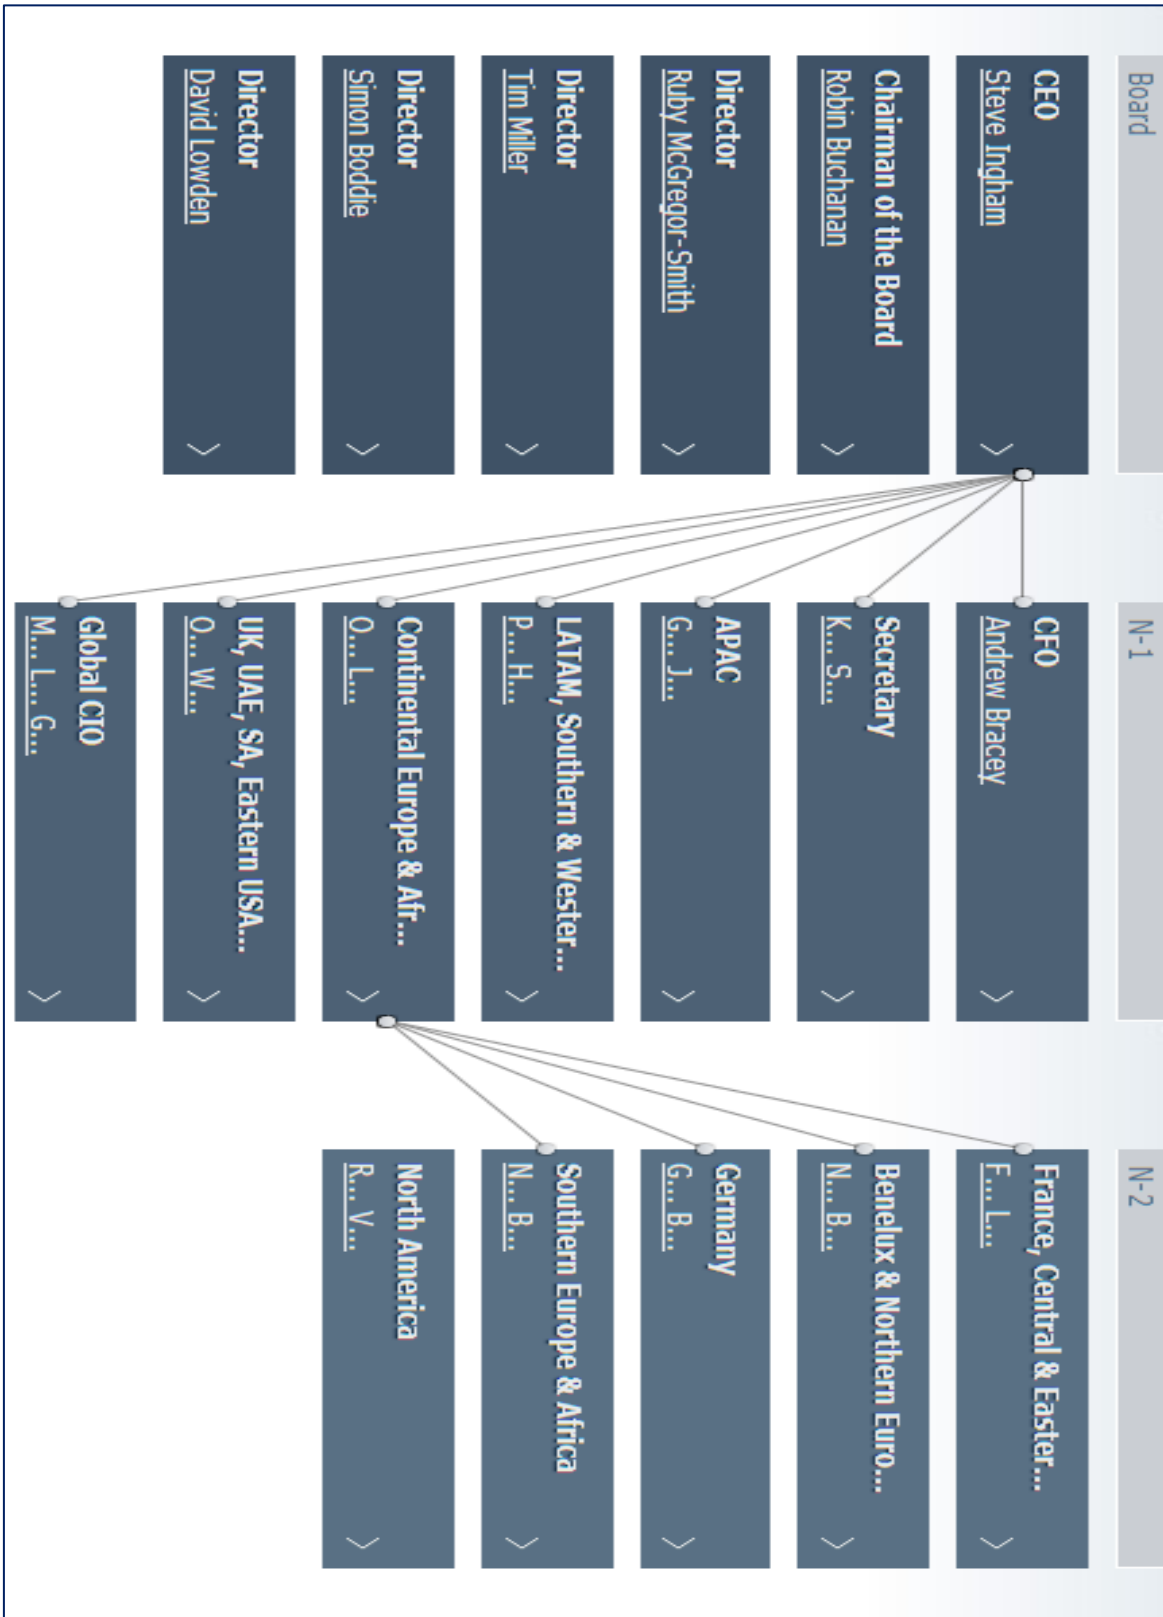 Board
CEO
Steve Ingham
Chairman of the Board
Robin Buchanan
Director
Ruby McGregor-Smith
Director
Tim Miller
Director
Simon Boddie
Director
David Lowden
N-1
CFO
Andrew Bracey
Secretary
K... S...
APAC
G... J...
LATAM, Southern & Wester...
P... H...
Continental Europe & Afr...
O... L...
UK, UAE, SA, Eastern USA...
O... W...
Global CIO
M... L... G...
N-2
France, Central & Easter...
F... L...
Benelux & Northern Euro...
N... B...
Germany
G... B...
Southern Europe & Africa
N... B...
North America
R... V...